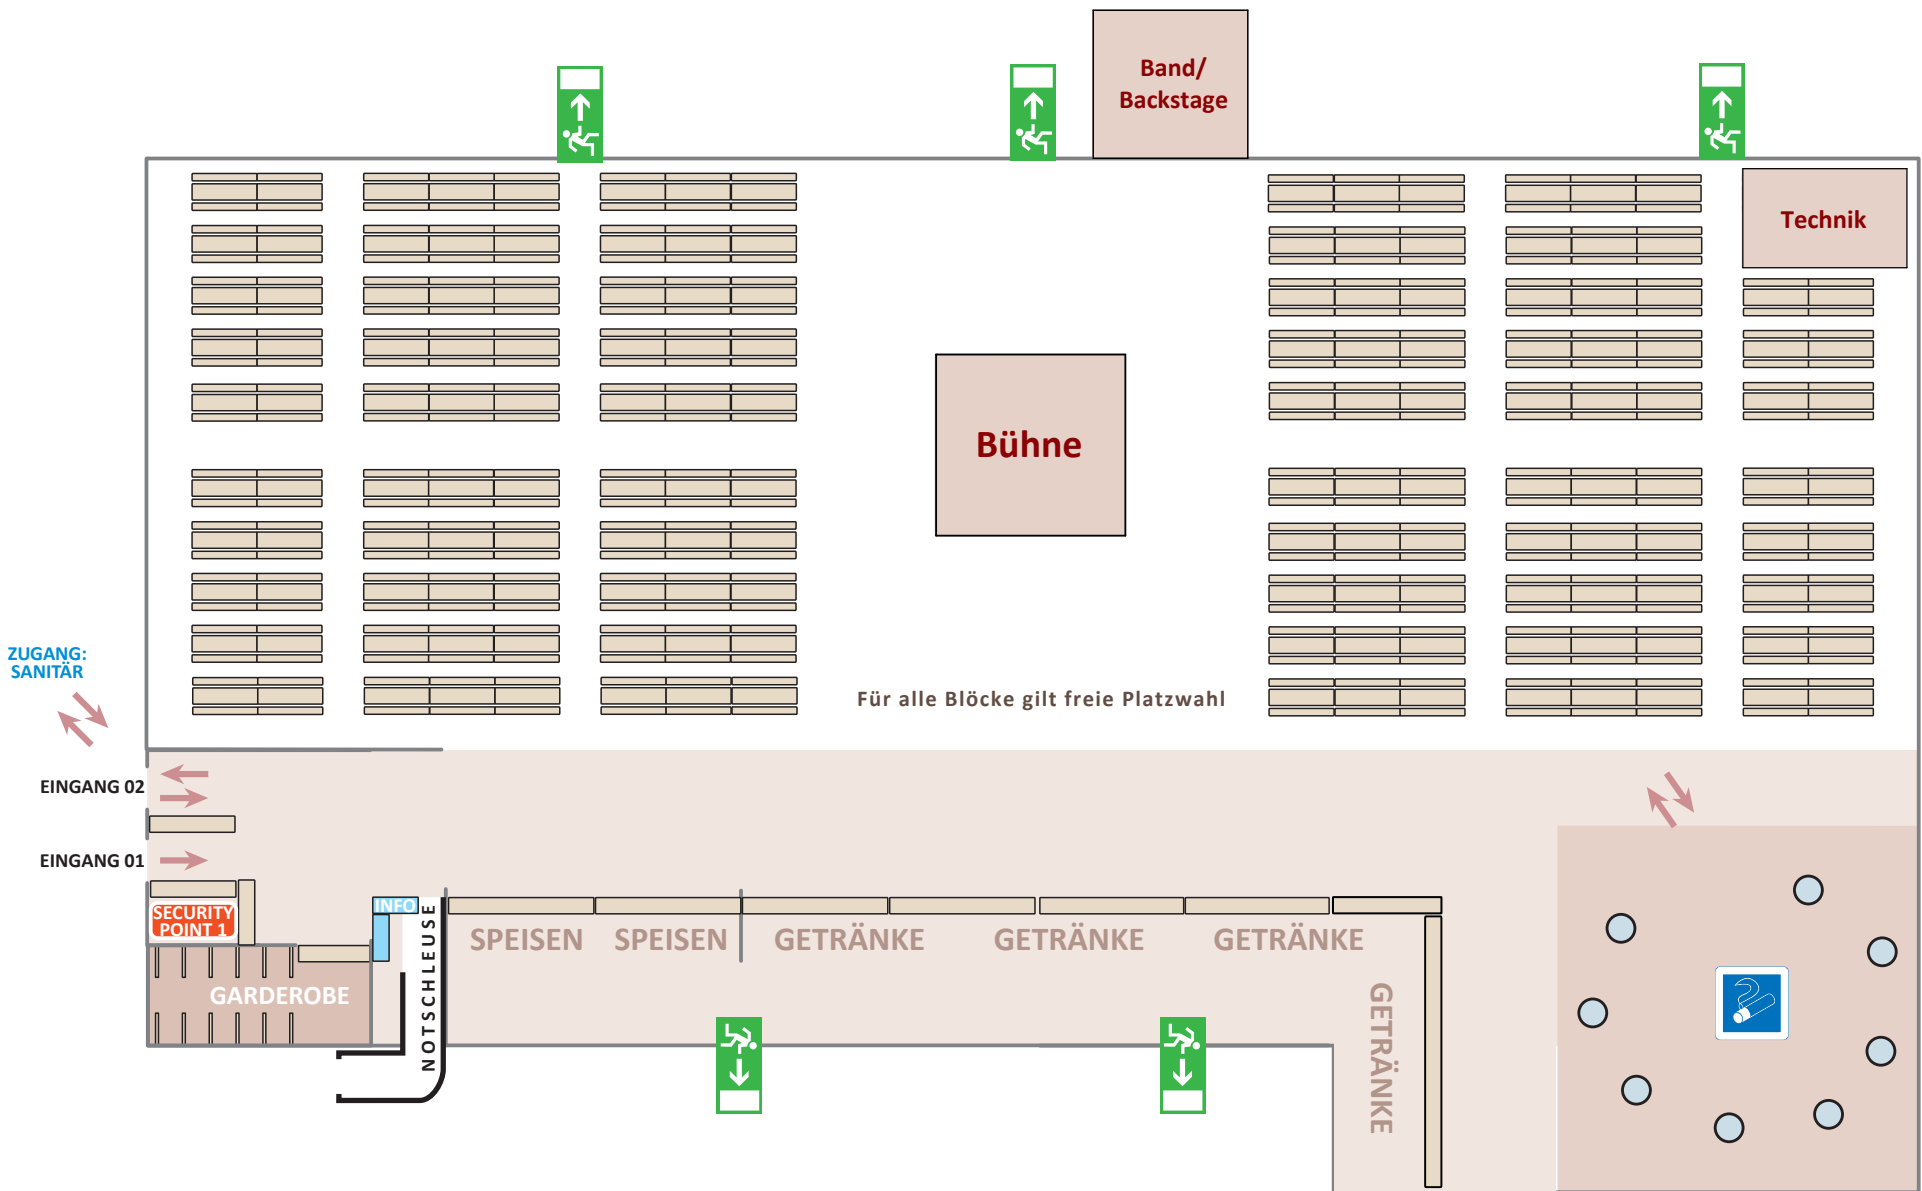 Band/
Backstage
Technik
Bühne
Für alle Blöcke gilt freie Platzwahl
ZUGANG:
SANITÄR
EINGANG 02
EINGANG 01
SECURITY
POINT 1
INFO
NOTSCHLEUSE
SPEISEN
SPEISEN
GETRÄNKE
GETRÄNKE
GETRÄNKE
GARDEROBE
GETRÄNKE